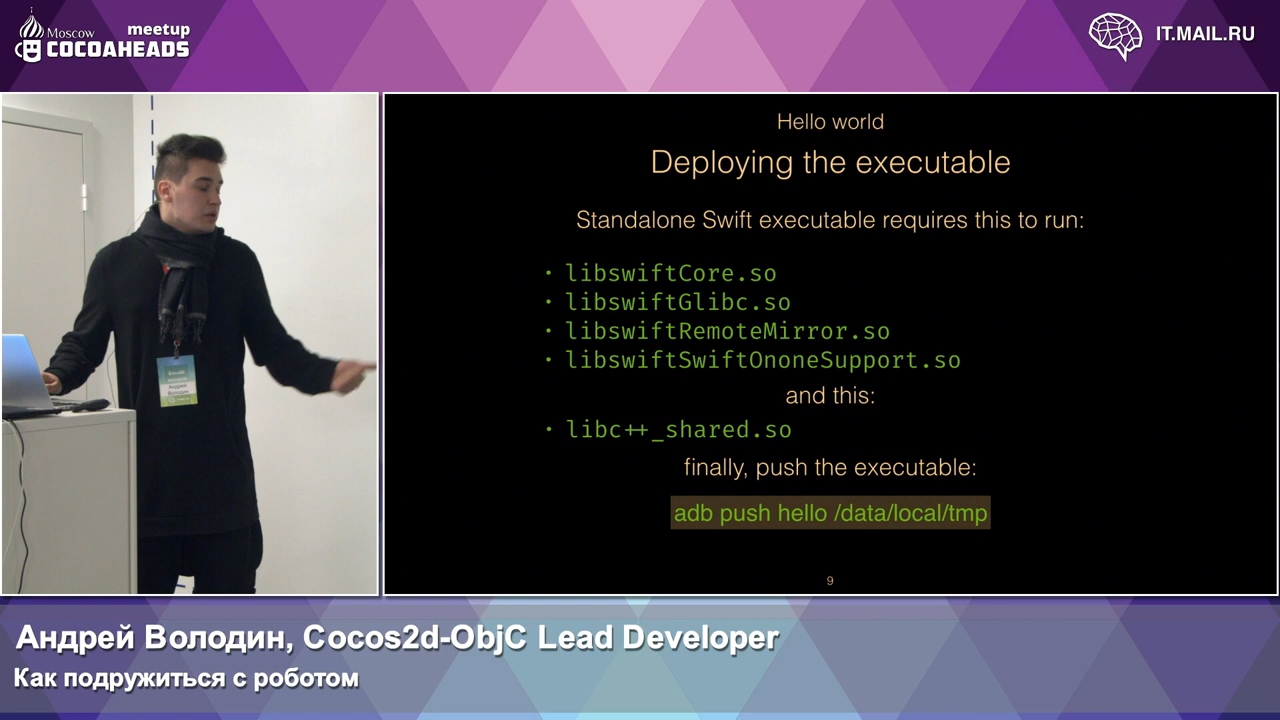 Moscow
meetup
COCOAHEADS
IT.MAIL.RU
Hello world
Deploying the executable
Standalone Swift executable requires this to run:
• libswiftCore.so
• libswiftGlibc.so
• libswiftRemoteMirror.so
• libswiftSwiftOnoneSupport.so
and this:
• libc++_shared.so
finally, push the executable:
adb push hello /data/local/tmp
9
Андрей
Володин
Андрей Володин, Cocos2d-ObjC Lead Developer
Как подружиться с роботом